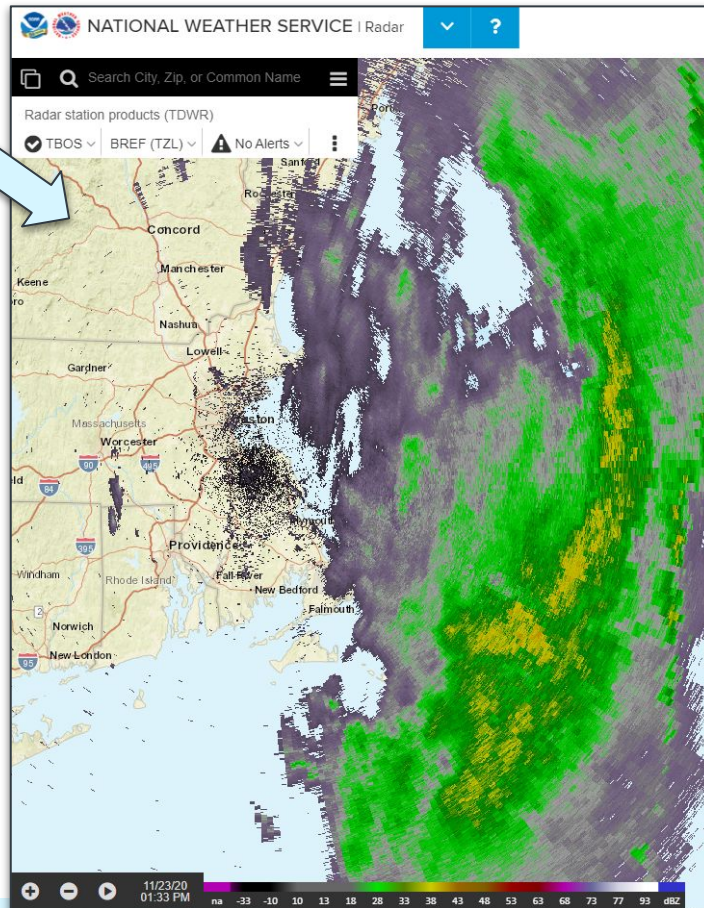 NATIONAL WEATHER SERVICE | Radar
?
Search City, Zip, or Common Name
Radar station products (TDWR)
TBOS BREF (TZL) No Alerts
Sanford
Concord
Manchester
Keene
Nashua
Lowell
Gardner
Massachusetts
Worcester
90
495
84
Plymouth
Providence
395
Windham
Rhode Island
Fall River
New Bedford
2
Falmouth
Norwich
95
New London
11/23/20
01:33 PM
na -33 -10 10 13 18 28 33 38 43 48 53 63 68 73 77 93 dBZ